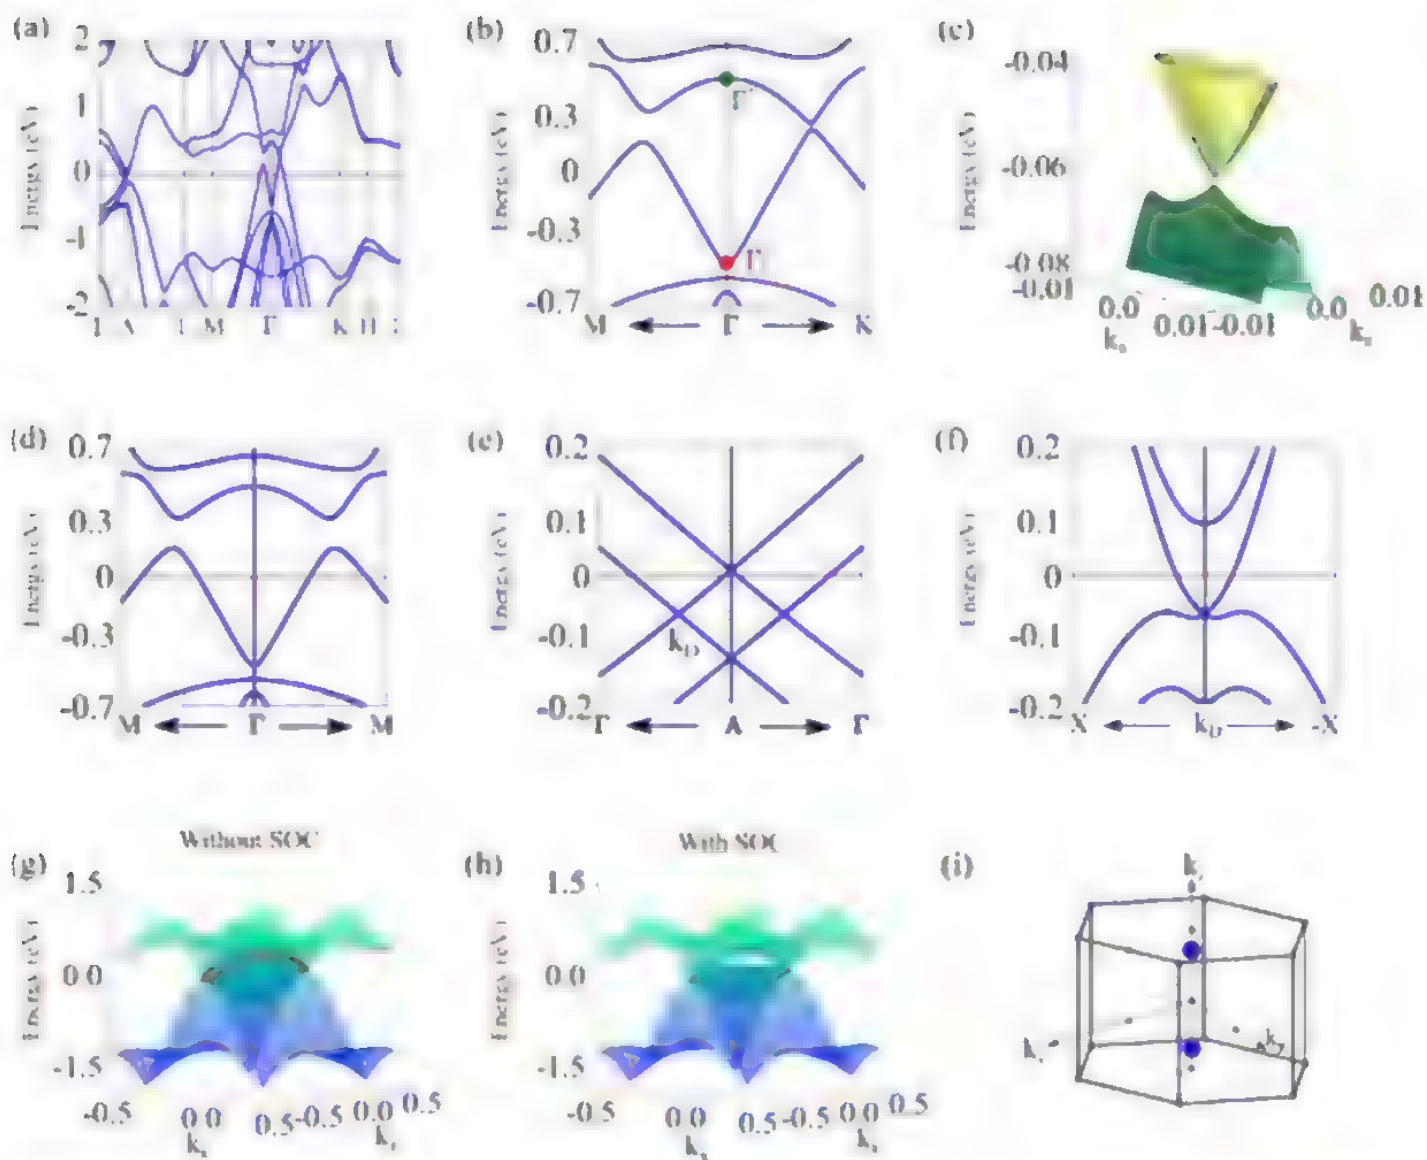 (a)
2
1
0
-1
-2
Energy (eV)
Γ A L M Γ K H
(b)
0.7
0.3
0
-0.3
-0.7
Energy (eV)
Γ
Γ
M Γ K
(c)
-0.04
-0.06
-0.08
-0.01
Energy (eV)
0.0
0.01 -0.01
0.0
0.01
(d)
0.7
0.3
0
-0.3
-0.7
Energy (eV)
M Γ M
(e)
0.2
0.1
0
-0.1
-0.2
Energy (eV)
k_D
Γ A Γ
(f)
0.2
0.1
0
-0.1
-0.2
Energy (eV)
X k_D -X
Without SOC
(g)
1.5
0.0
-1.5
Energy (eV)
-0.5 0.0 0.5 -0.5 0.0 0.5
With SOC
(h)
1.5
0.0
-1.5
Energy (eV)
-0.5 0.0 0.5 -0.5 0.0 0.5
(i)